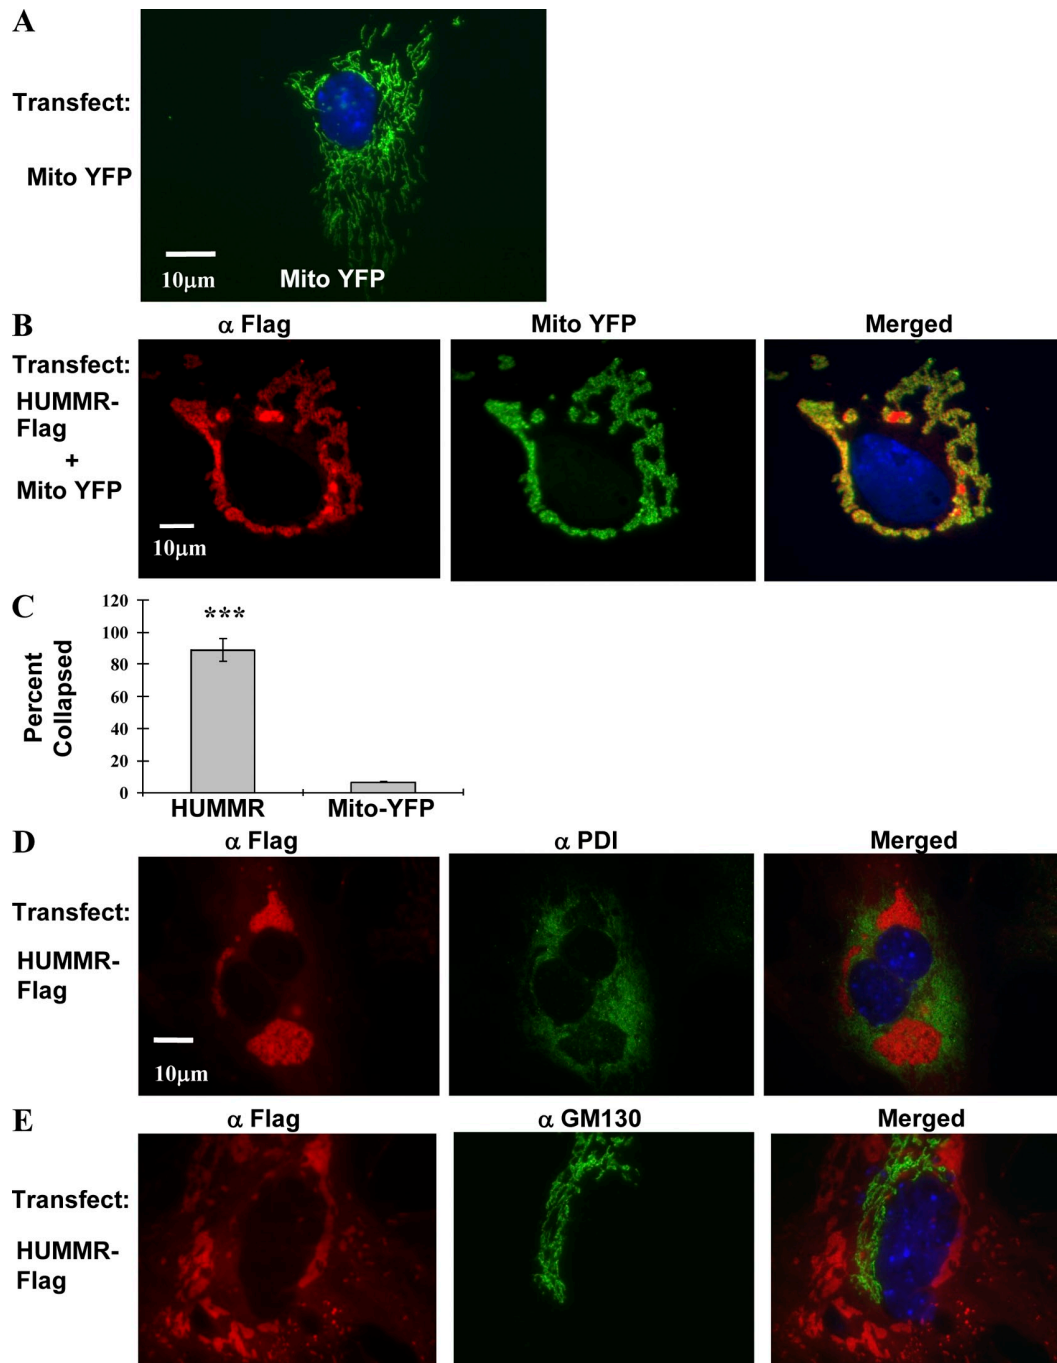 A
Transfect:
Mito YFP
10μm
Mito YFP
B
α Flag
Mito YFP
Merged
Transfect:
HUMMR-
Flag
+
Mito YFP
10μm
C
Percent
Collapsed
120
100
80
60
40
20
0
***
HUMMR
Mito-YFP
D
α Flag
α PDI
Merged
Transfect:
HUMMR-
Flag
10μm
E
α Flag
α GM130
Merged
Transfect:
HUMMR-
Flag